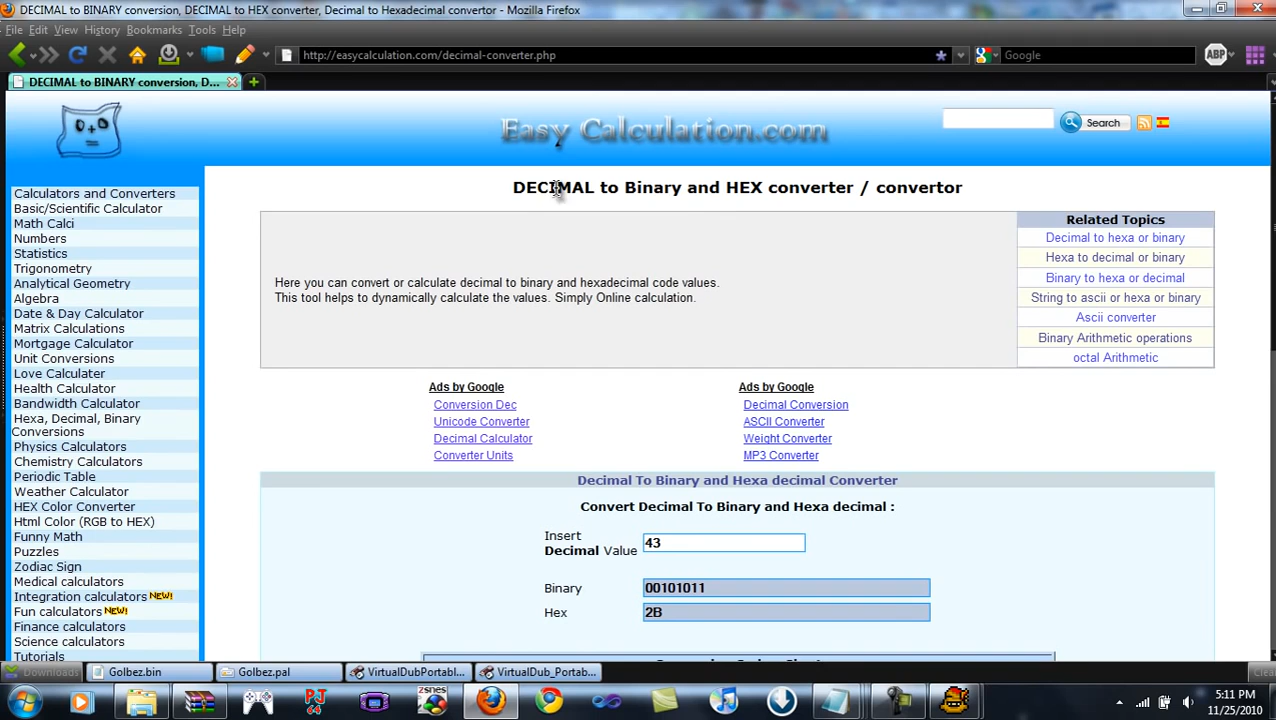 DECIMAL to BINARY conversion, DECIMAL to HEX converter, Decimal to Hexadecimal convertor - Mozilla Firefox
File Edit View History Bookmarks Tools Help
http://easycalculation.com/decimal-converter.php
Google
ABP
DECIMAL to BINARY conversion, D...
Easy Calculation.com
Search
DECIMAL to Binary and HEX converter / convertor
Calculators and Converters
Basic/Scientific Calculator
Math Calci
Numbers
Statistics
Trigonometry
Analytical Geometry
Algebra
Date & Day Calculator
Matrix Calculations
Mortgage Calculator
Unit Conversions
Love Calculater
Health Calculator
Bandwidth Calculator
Hexa, Decimal, Binary
Conversions
Physics Calculators
Chemistry Calculators
Periodic Table
Weather Calculator
HEX Color Converter
Html Color (RGB to HEX)
Funny Math
Puzzles
Zodiac Sign
Medical calculators
Integration calculators NEW!
Fun calculators NEW!
Finance calculators
Science calculators
Tutorials
Here you can convert or calculate decimal to binary and hexadecimal code values.
This tool helps to dynamically calculate the values. Simply Online calculation.
Related Topics
Decimal to hexa or binary
Hexa to decimal or binary
Binary to hexa or decimal
String to ascii or hexa or binary
Ascii converter
Binary Arithmetic operations
octal Arithmetic
Ads by Google
Conversion Dec
Unicode Converter
Decimal Calculator
Converter Units
Ads by Google
Decimal Conversion
ASCII Converter
Weight Converter
MP3 Converter
Decimal To Binary and Hexa decimal Converter
Convert Decimal To Binary and Hexa decimal :
Insert
Decimal Value
43
Binary
00101011
Hex
2B
Downloads
Golbez.bin
Golbez.pal
VirtualDubPortabl...
VirtualDub_Portab...
Clear
PJ
64
zsnes
5:11 PM
11/25/2010